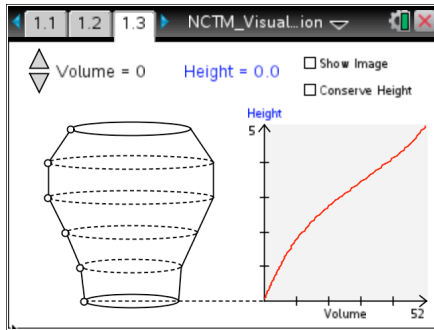 1.1 1.2 1.3 NCTM_Visual...ion
Volume = 0 Height = 0.0
Show Image
Conserve Height
Height
5
Volume 52